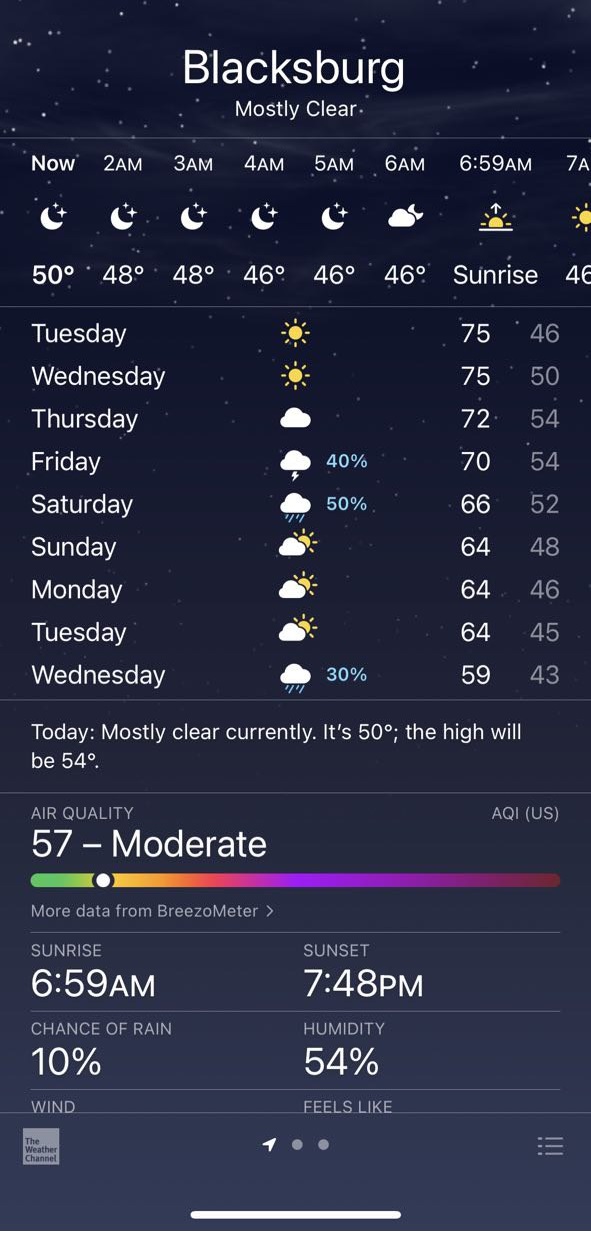 Blacksburg
Mostly Clear
Now 2AM 3AM 4AM 5AM 6AM 6:59AM 7A
50° 48° 48° 46° 46° 46° Sunrise 46
Tuesday 75 46
Wednesday 75 50
Thursday 72 54
Friday 40% 70 54
Saturday 50% 66 52
Sunday 64 48
Monday 64 46
Tuesday 64 45
Wednesday 30% 59 43
Today: Mostly clear currently. It’s 50°; the high will
be 54°.
AIR QUALITY AQI (US)
57 – Moderate
More data from BreezoMeter >
SUNRISE SUNSET
6:59AM 7:48PM
CHANCE OF RAIN HUMIDITY
10% 54%
WIND FEELS LIKE
The
Weather
Channel